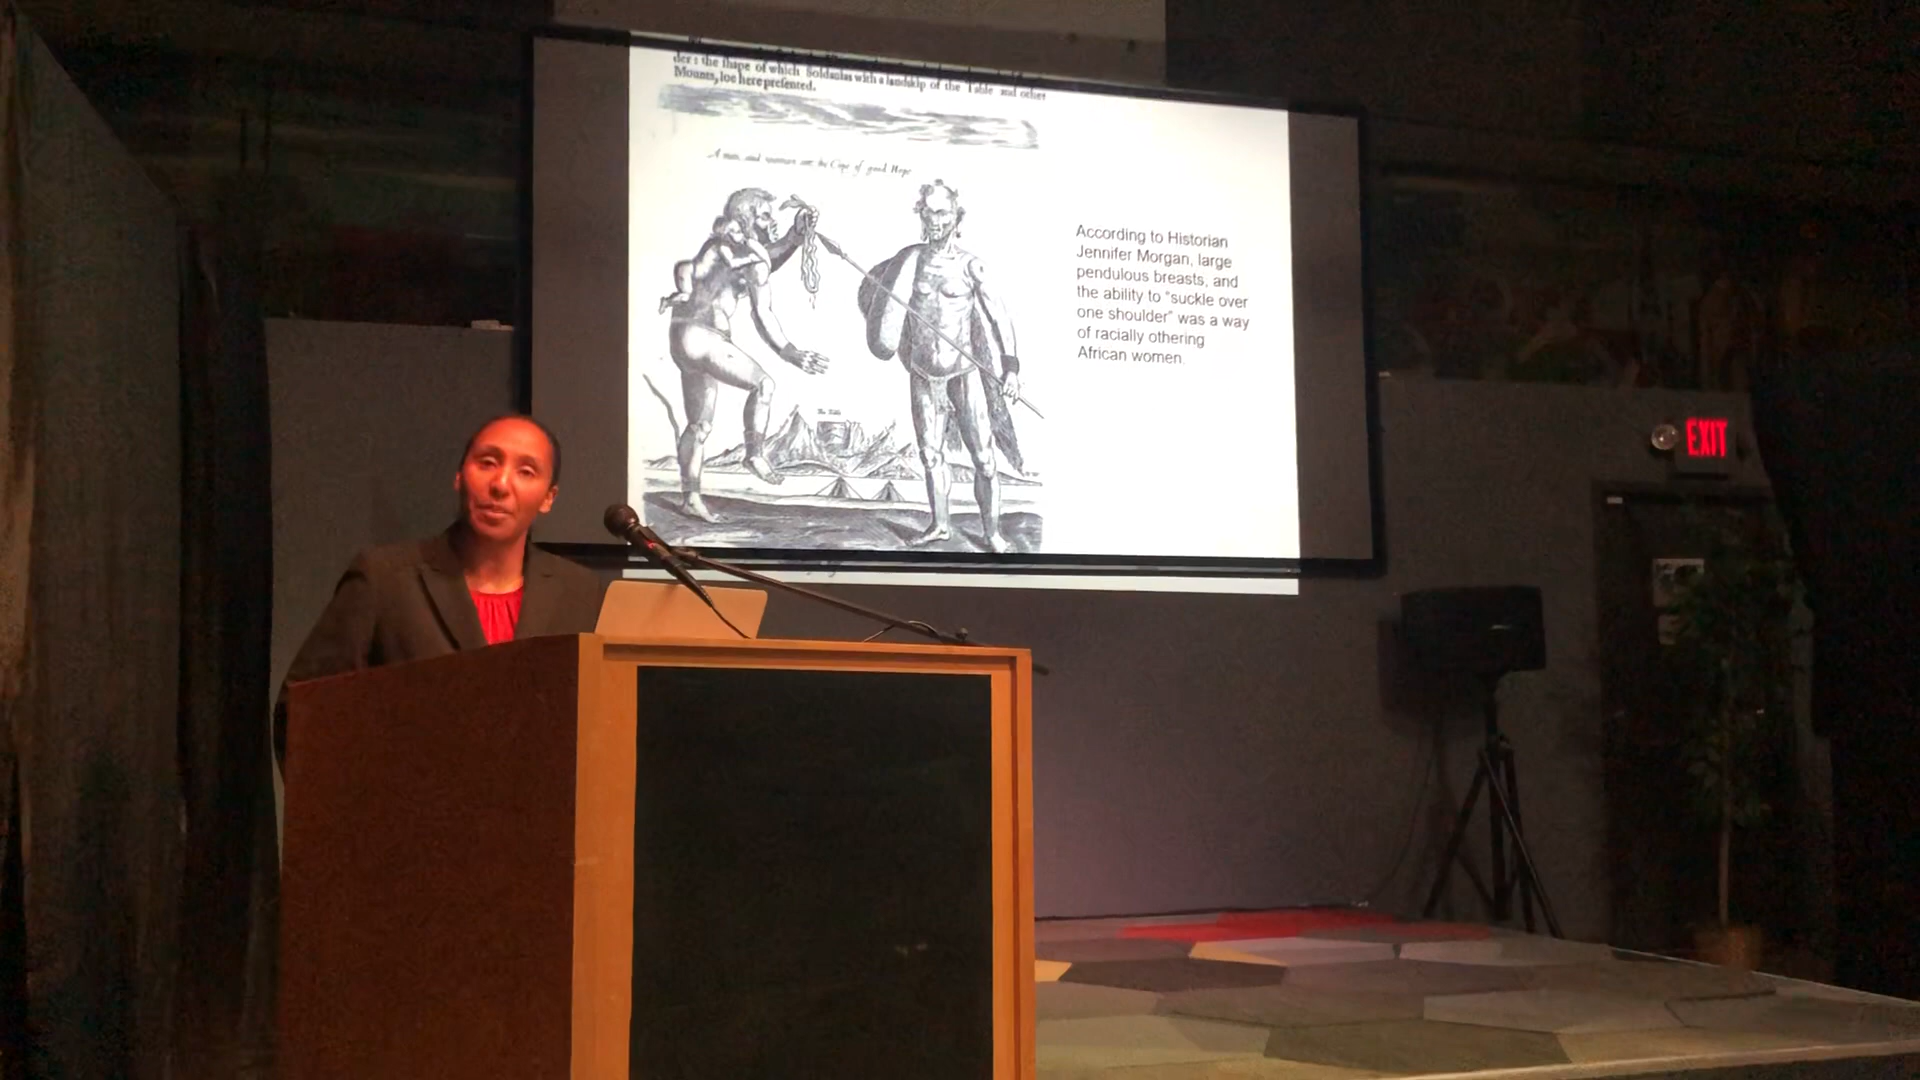 der: the shape of which Soldanias with a landskip of the Table and other
Mounts, loe here presented.
A man and woman at the Cape of good Hope
According to Historian
Jennifer Morgan, large
pendulous breasts, and
the ability to "suckle over
one shoulder" was a way
of racially othering
African women.
The Table
EXIT